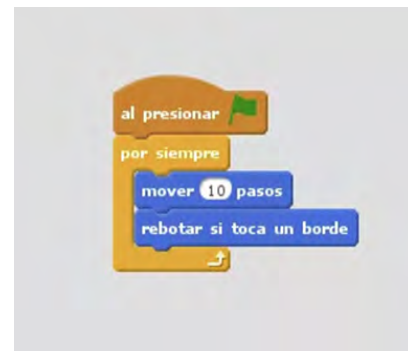 al presionar
por siempre
mover 10 pasos
rebotar si toca un borde